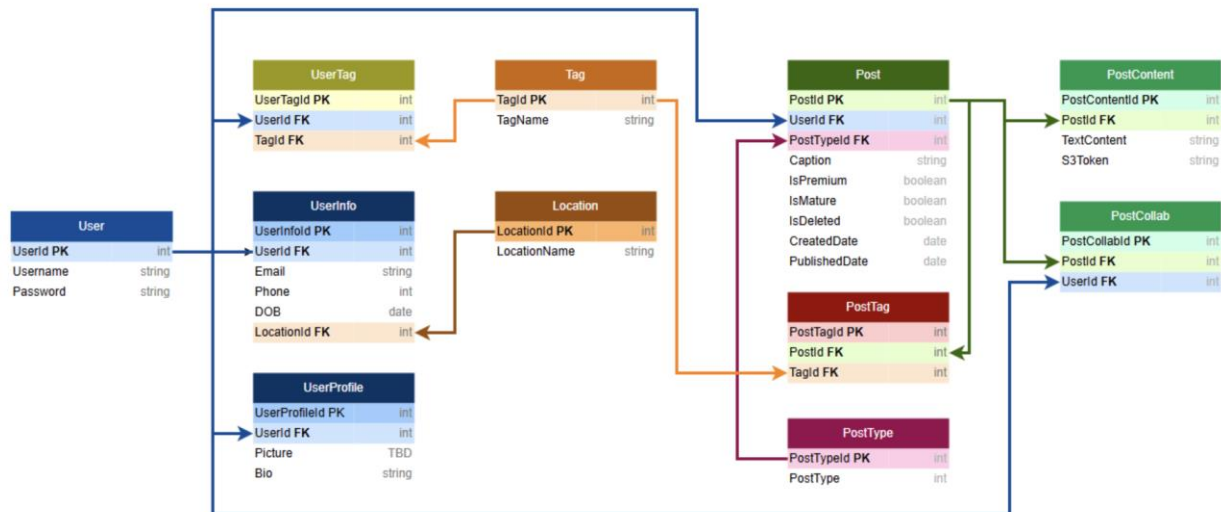 User
UserId PK int
Username string
Password string
UserTag
UserTagId PK int
UserId FK int
TagId FK int
UserInfo
UserInfoId PK int
UserId FK int
Email string
Phone int
DOB date
LocationId FK int
UserProfile
UserProfileId PK int
UserId FK int
Picture TBD
Bio string
Tag
TagId PK int
TagName string
Location
LocationId PK int
LocationName string
Post
PostId PK int
UserId FK int
PostTypeId FK int
Caption string
IsPremium boolean
IsMature boolean
IsDeleted boolean
CreatedDate date
PublishedDate date
PostTag
PostTagId PK int
PostId FK int
TagId FK int
PostType
PostTypeId PK int
PostType int
PostContent
PostContentId PK int
PostId FK int
TextContent string
S3Token string
PostCollab
PostCollabId PK int
PostId FK int
UserId FK int